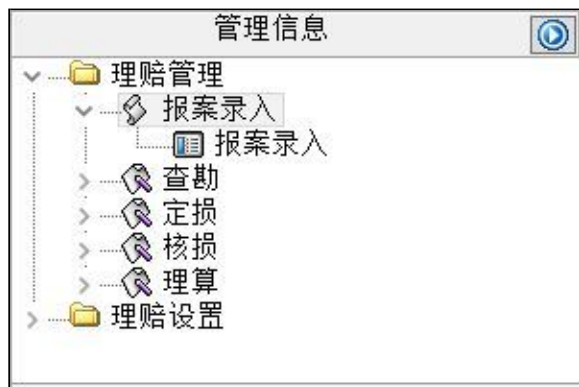 管理信息
理赔管理
报案录入
报案录入
查勘
定损
核损
理算
理赔设置